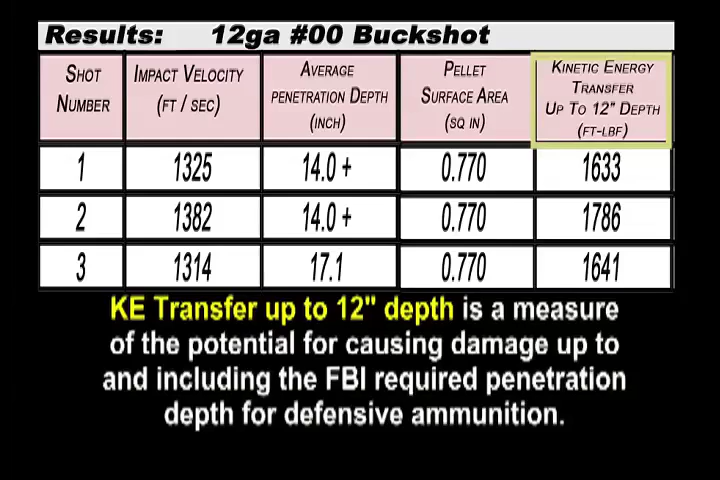 Results: 12ga #00 Buckshot
SHOT NUMBER
IMPACT VELOCITY (FT / SEC)
AVERAGE PENETRATION DEPTH (INCH)
PELLET SURFACE AREA (SQ IN)
KINETIC ENERGY TRANSFER UP TO 12" DEPTH (FT-LBF)
1 1325 14.0 + 0.770 1633
2 1382 14.0 + 0.770 1786
3 1314 17.1 0.770 1641
KE Transfer up to 12" depth is a measure
of the potential for causing damage up to
and including the FBI required penetration
depth for defensive ammunition.